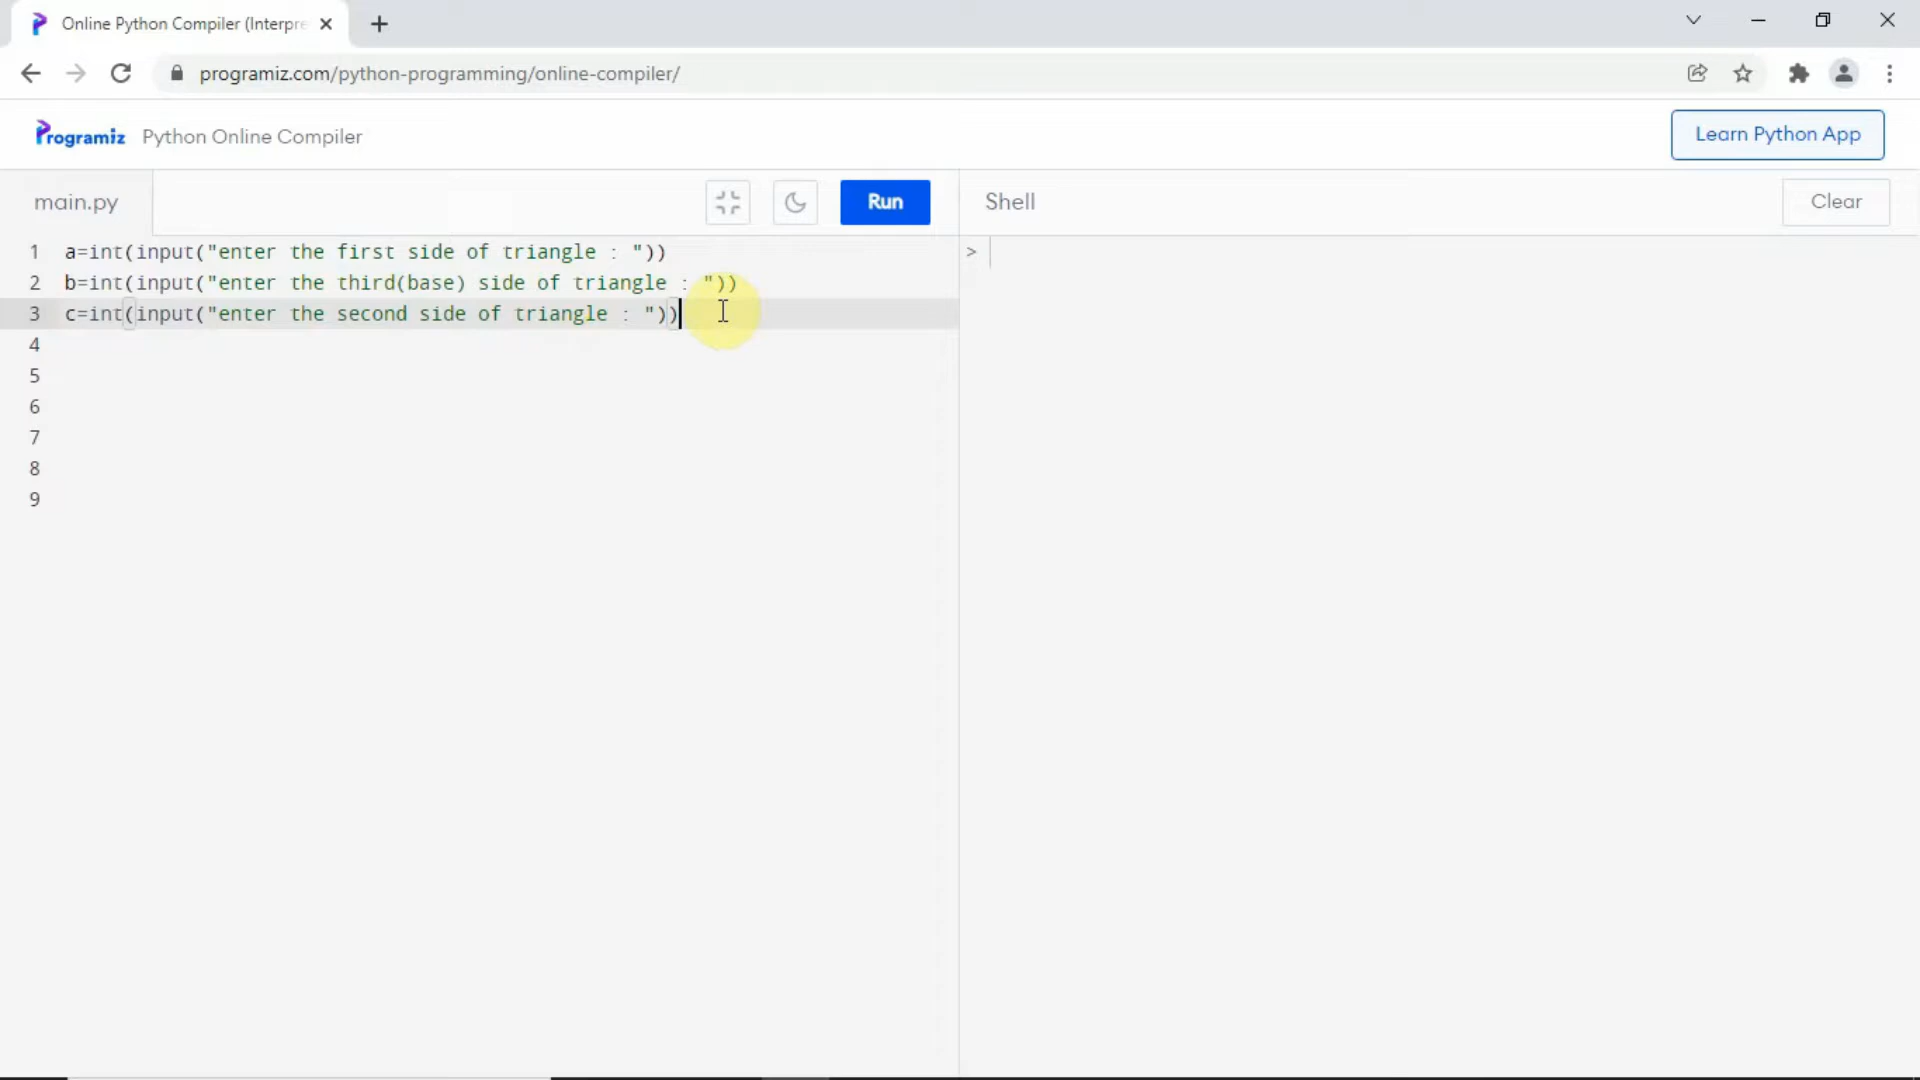 Online Python Compiler (Interpre
programiz.com/python-programming/online-compiler/
Programiz Python Online Compiler
Learn Python App
main.py
Run
Shell
Clear
1 a=int(input("enter the first side of triangle : "))
2 b=int(input("enter the third(base) side of triangle : "))
3 c=int(input("enter the second side of triangle : "))
4
5
6
7
8
9
>